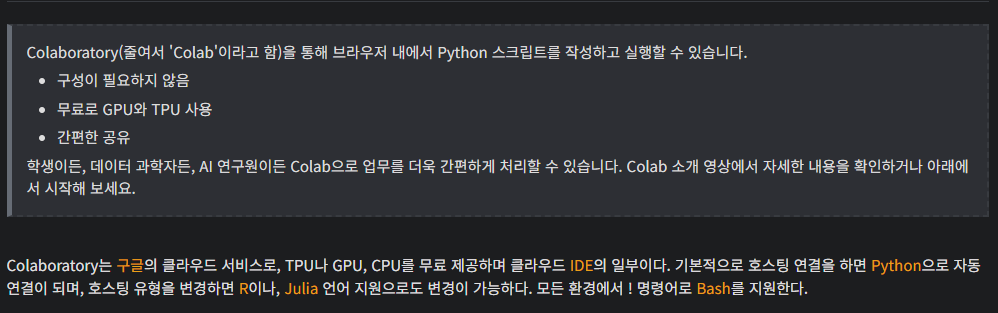 Colaboratory(줄여서 'Colab'이라고 함)을 통해 브라우저 내에서 Python 스크립트를 작성하고 실행할 수 있습니다.
• 구성이 필요하지 않음
• 무료로 GPU와 TPU 사용
• 간편한 공유
학생이든, 데이터 과학자든, AI 연구원이든 Colab으로 업무를 더욱 간편하게 처리할 수 있습니다. Colab 소개 영상에서 자세한 내용을 확인하거나 아래에
서 시작해 보세요.
Colaboratory는 구글의 클라우드 서비스로, TPU나 GPU, CPU를 무료 제공하며 클라우드 IDE의 일부이다. 기본적으로 호스팅 연결을 하면 Python으로 자동
연결이 되며, 호스팅 유형을 변경하면 R이나, Julia 언어 지원으로도 변경이 가능하다. 모든 환경에서 ! 명령어로 Bash를 지원한다.